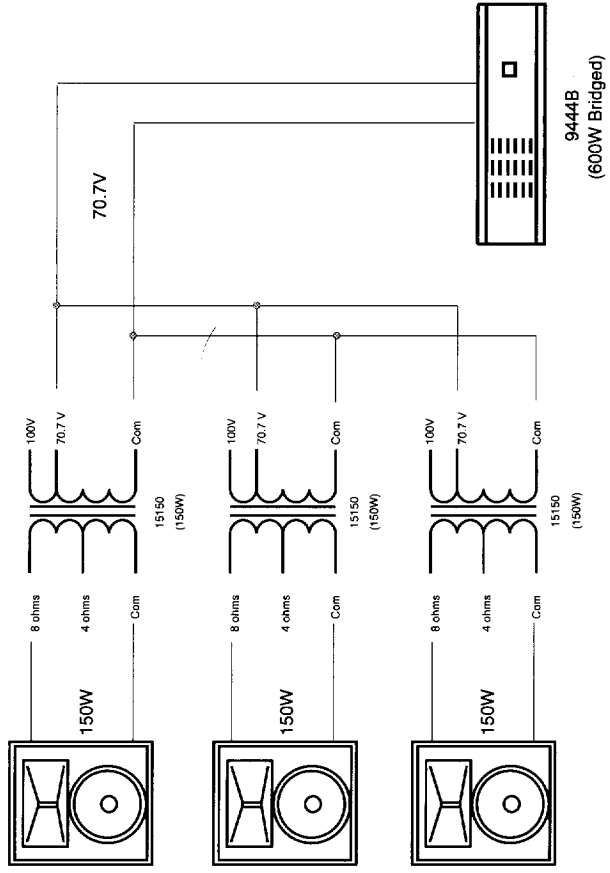 9444B
(600W Bridged)
70.7V
100V
70.7 V
Com
15150
(150W)
8 ohms
4 ohms
Com
150W
100V
70.7 V
Com
15150
(150W)
8 ohms
4 ohms
Com
150W
100V
70.7 V
Com
15150
(150W)
8 ohms
4 ohms
Com
150W